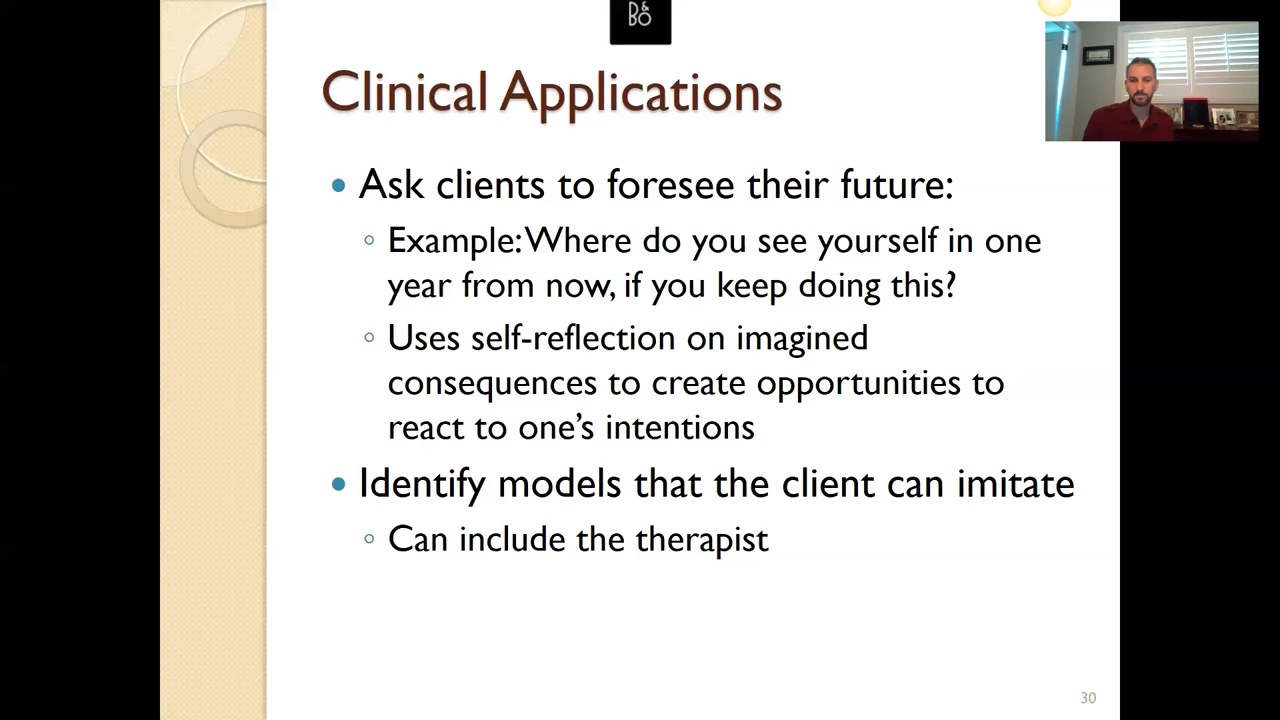 B&O
Clinical Applications
• Ask clients to foresee their future:
◦ Example: Where do you see yourself in one
year from now, if you keep doing this?
◦ Uses self-reflection on imagined
consequences to create opportunities to
react to one’s intentions
• Identify models that the client can imitate
◦ Can include the therapist
30